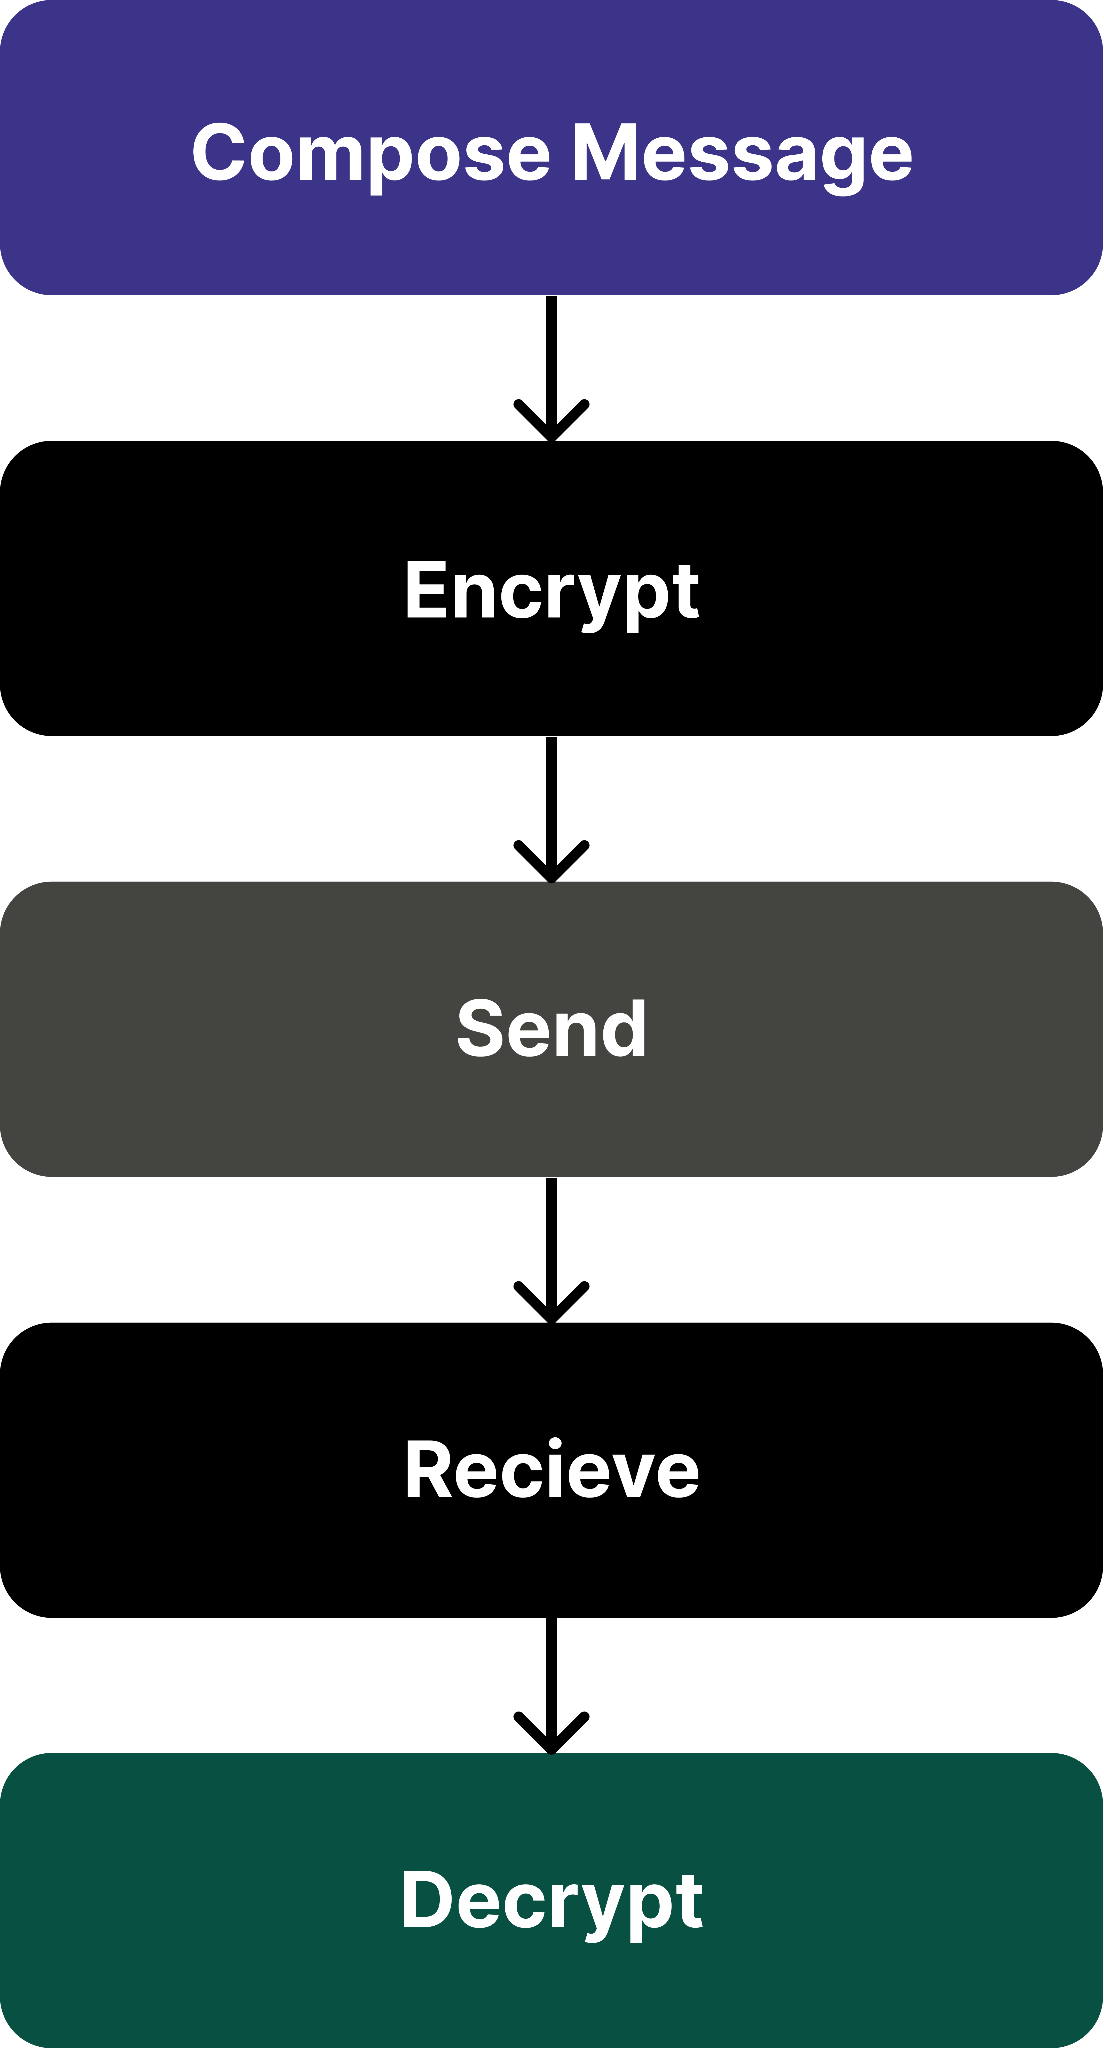 Compose Message
Encrypt
Send
Recieve
Decrypt